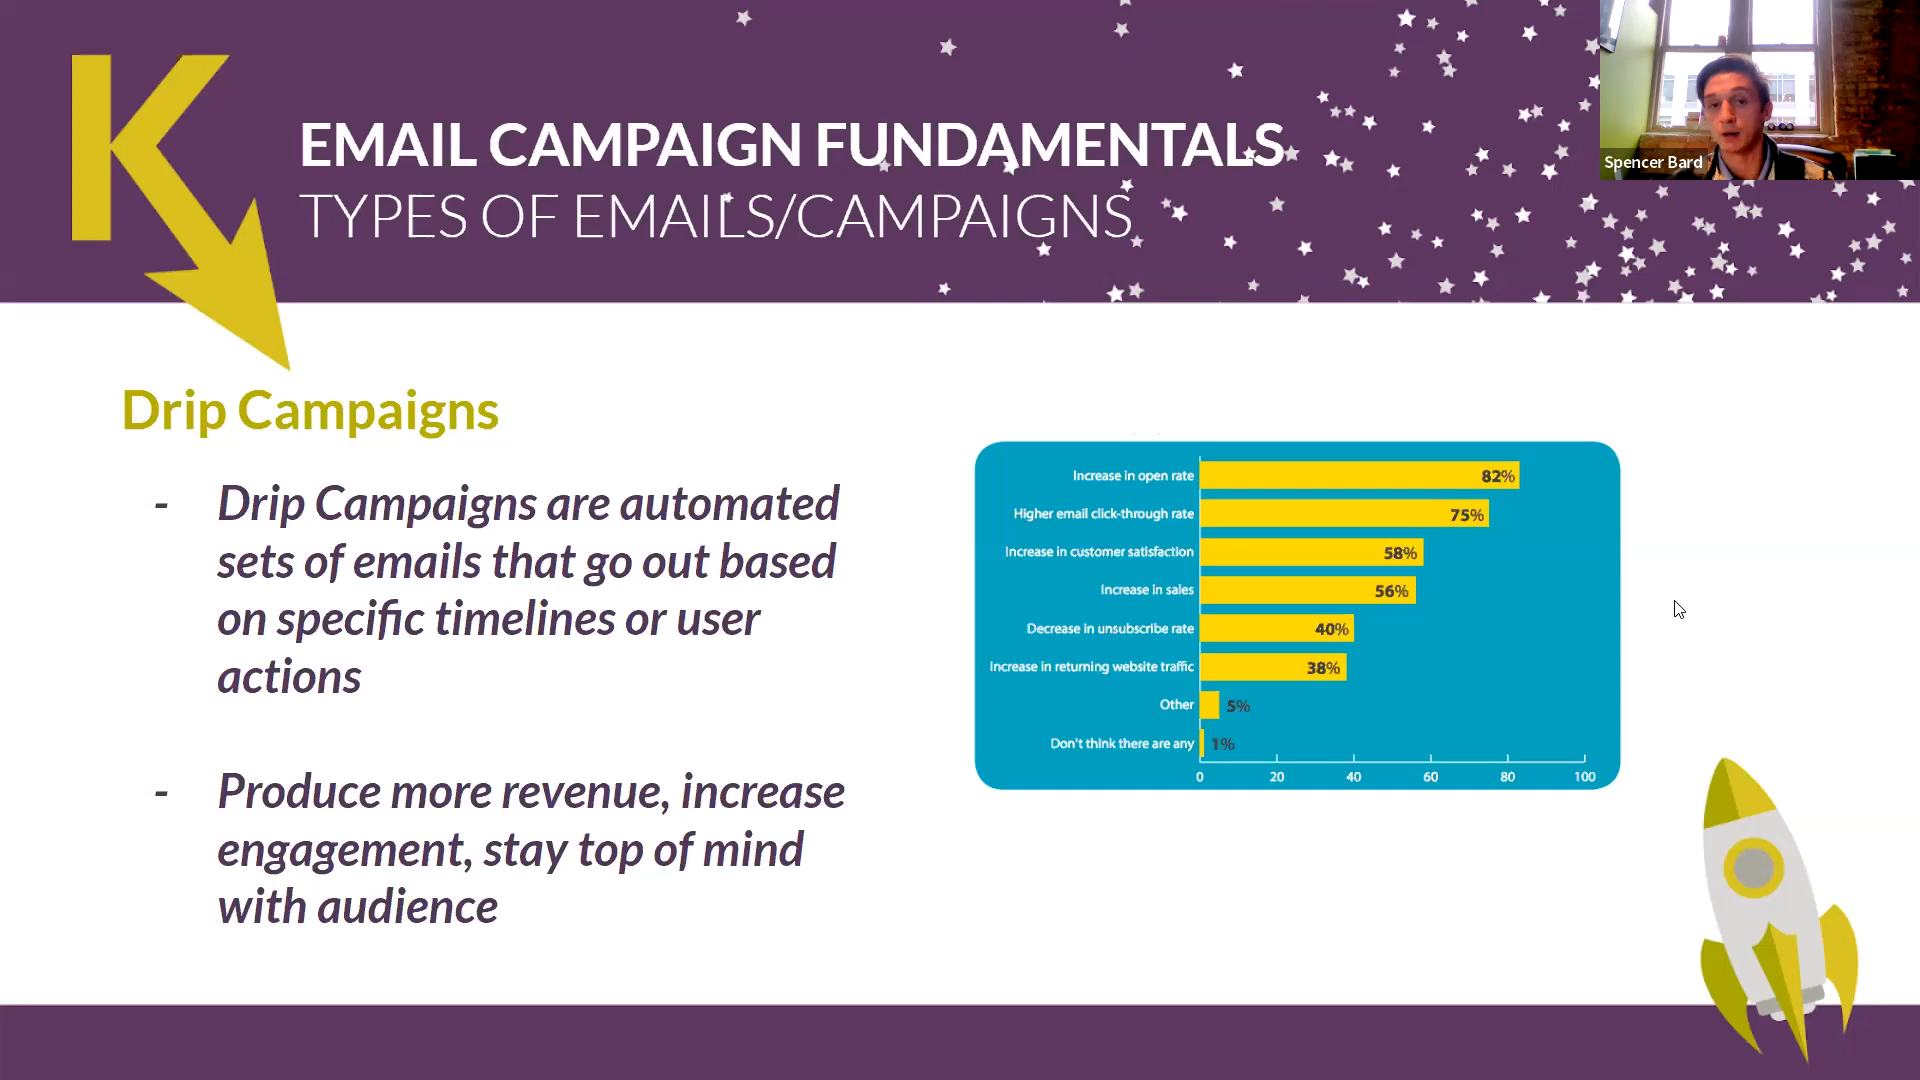 K
EMAIL CAMPAIGN FUNDAMENTALS
TYPES OF EMAILS/CAMPAIGNS
Spencer Bard
Drip Campaigns
- Drip Campaigns are automated
sets of emails that go out based
on specific timelines or user
actions
- Produce more revenue, increase
engagement, stay top of mind
with audience
Increase in open rate 82%
Higher email click-through rate 75%
Increase in customer satisfaction 58%
Increase in sales 56%
Decrease in unsubscribe rate 40%
Increase in returning website traffic 38%
Other 5%
Don't think there are any 1%
0 20 40 60 80 100